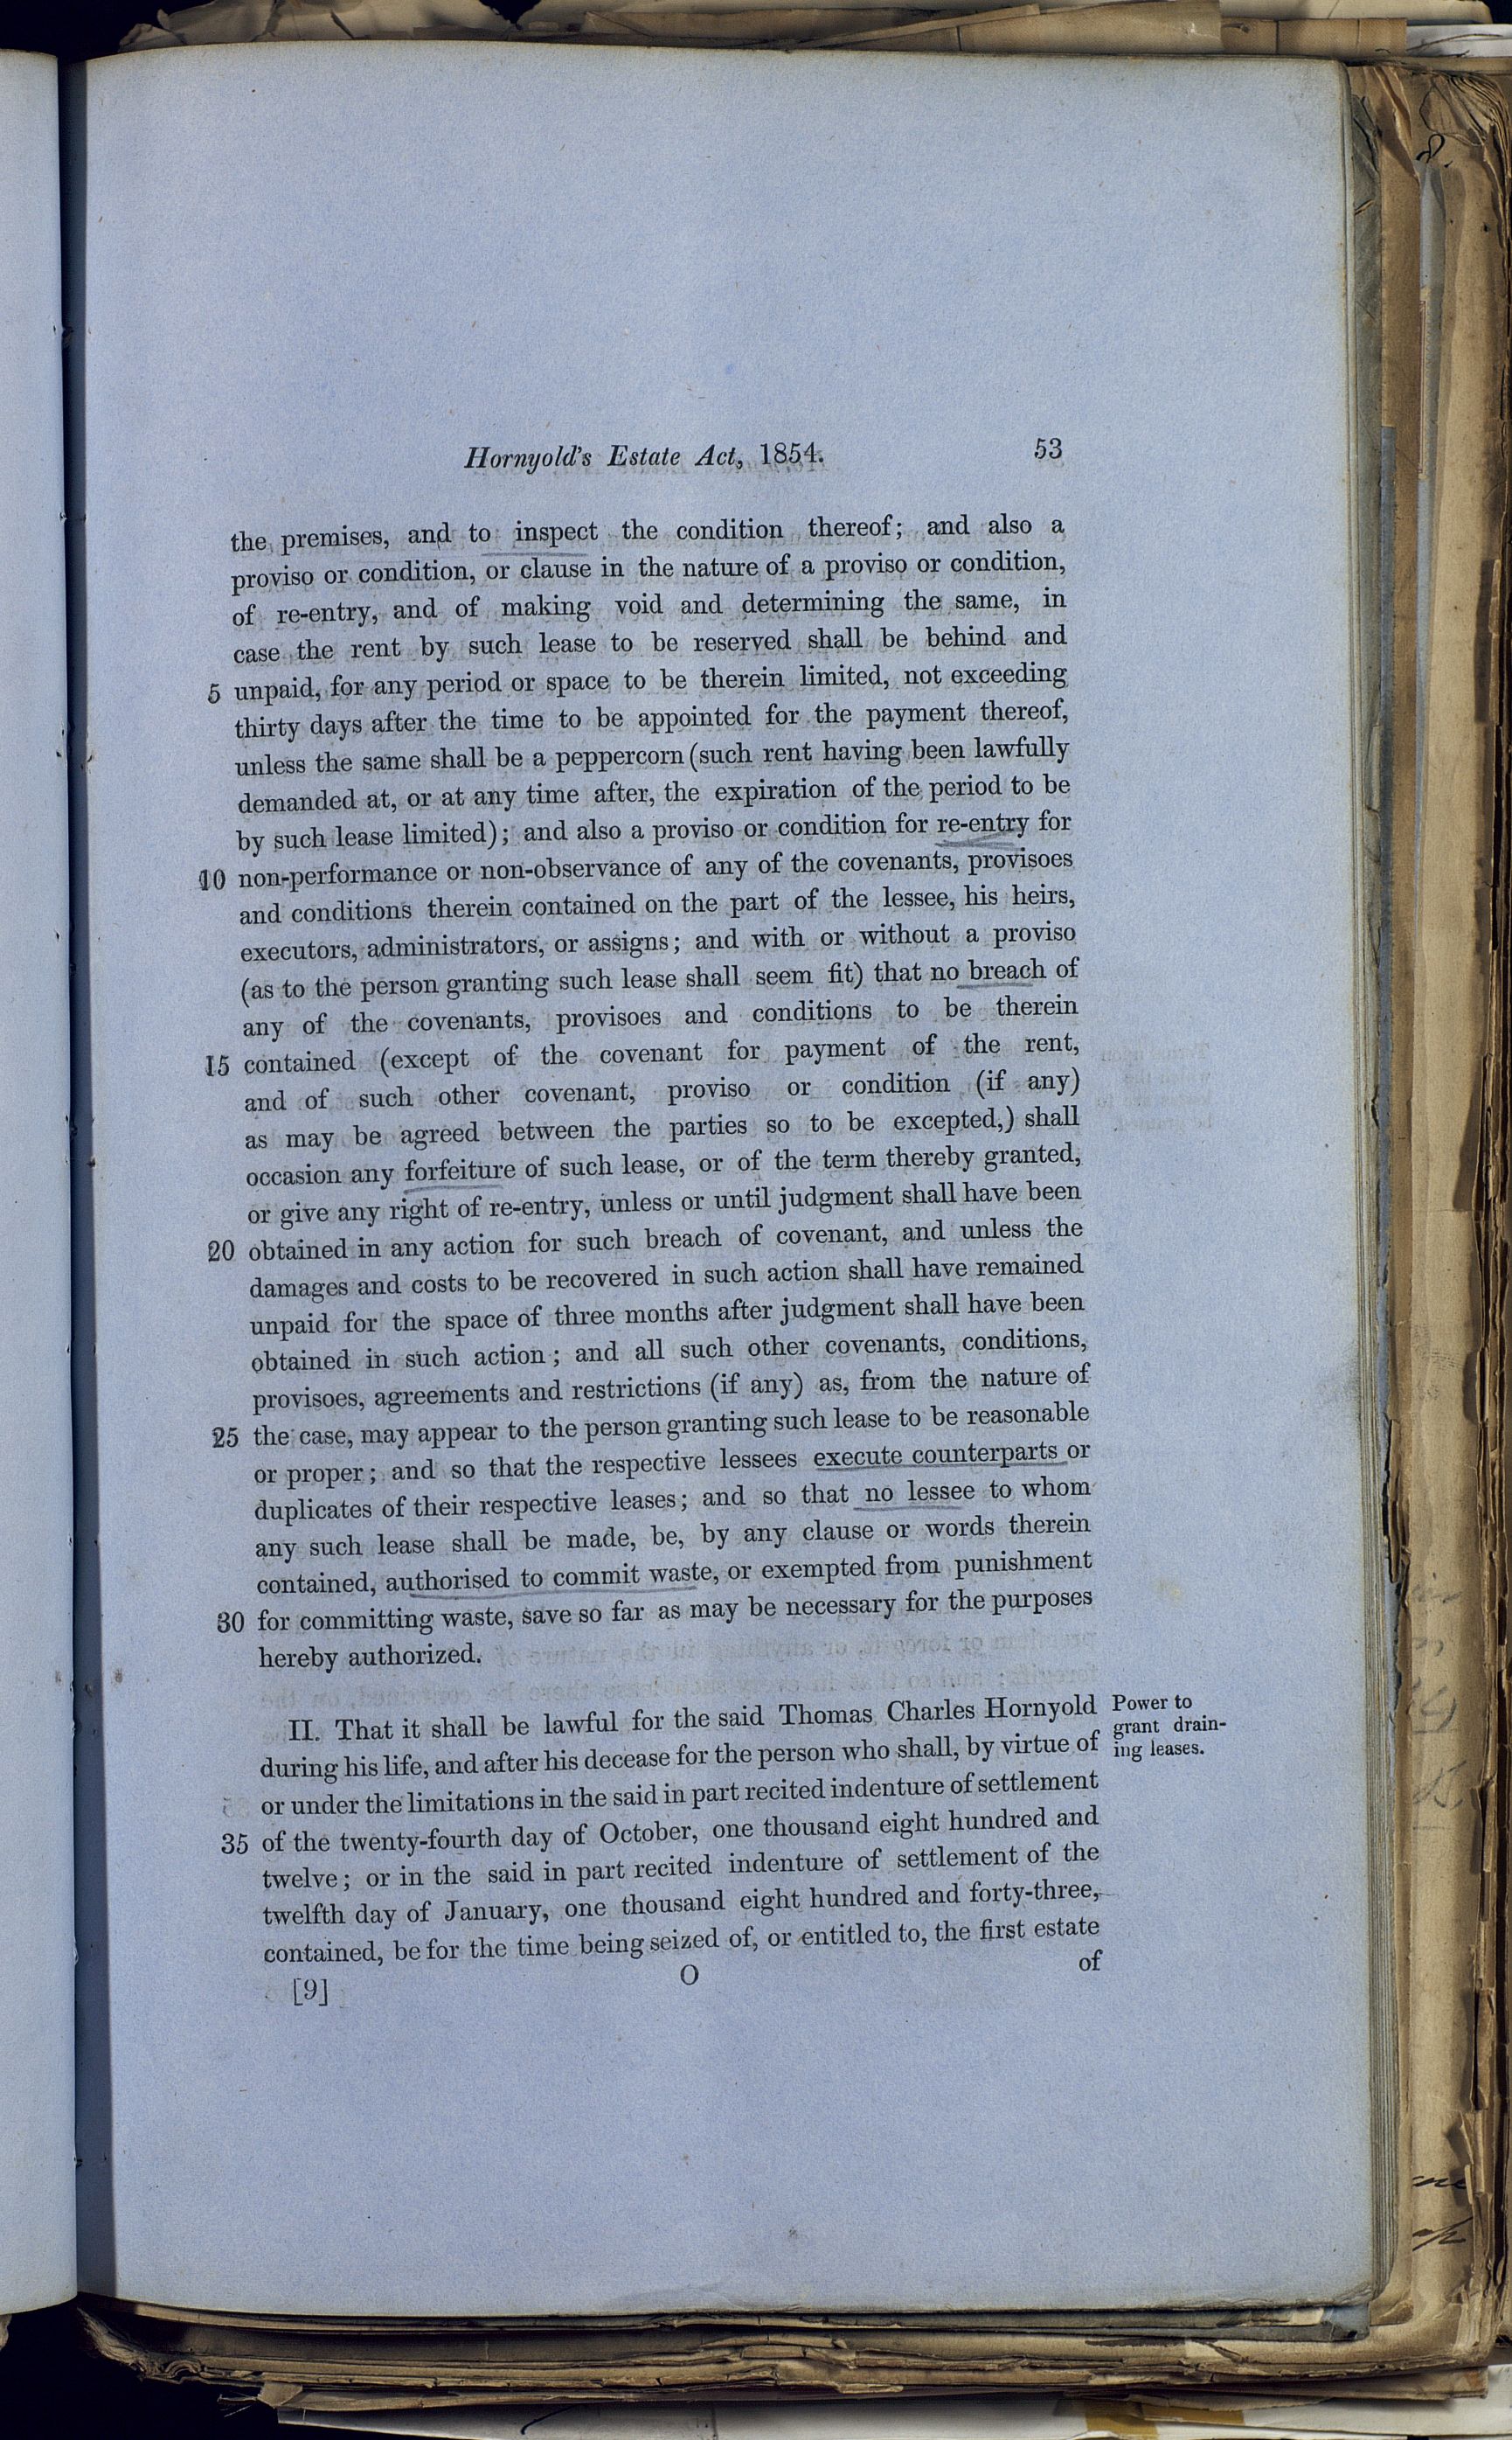 Hornyold's Estate Act, 1854. 53
the premises, and to inspect the condition thereof; and also a
proviso or condition, or clause in the nature of a proviso or condition,
of re-entry, and of making void and determining the same, in
case the rent by such lease to be reserved shall be behind and
5 unpaid, for any period or space to be therein limited, not exceeding
thirty days after the time to be appointed for the payment thereof,
unless the same shall be a peppercorn (such rent having been lawfully
demanded at, or at any time after, the expiration of the period to be
by such lease limited); and also a proviso or condition for re-entry for
10 non-performance or non-observance of any of the covenants, provisoes
and conditions therein contained on the part of the lessee, his heirs,
executors, administrators, or assigns; and with or without a proviso
(as to the person granting such lease shall seem fit) that no breach of
any of the covenants, provisoes and conditions to be therein
15 contained (except of the covenant for payment of the rent,
and of such other covenant, proviso or condition (if any)
as may be agreed between the parties so to be excepted,) shall
occasion any forfeiture of such lease, or of the term thereby granted,
or give any right of re-entry, unless or until judgment shall have been
20 obtained in any action for such breach of covenant, and unless the
damages and costs to be recovered in such action shall have remained
unpaid for the space of three months after judgment shall have been
obtained in such action; and all such other covenants, conditions,
provisoes, agreements and restrictions (if any) as, from the nature of
25 the case, may appear to the person granting such lease to be reasonable
or proper; and so that the respective lessees execute counterparts or
duplicates of their respective leases; and so that no lessee to whom
any such lease shall be made, be, by any clause or words therein
contained, authorised to commit waste, or exempted from punishment
30 for committing waste, save so far as may be necessary for the purposes
hereby authorized.
II. That it shall be lawful for the said Thomas Charles Hornyold
Power to
grant drain-
ing leases.
during his life, and after his decease for the person who shall, by virtue of
or under the limitations in the said in part recited indenture of settlement
35 of the twenty-fourth day of October, one thousand eight hundred and
twelve; or in the said in part recited indenture of settlement of the
twelfth day of January, one thousand eight hundred and forty-three,
contained, be for the time being seized of, or entitled to, the first estate
[9] O of